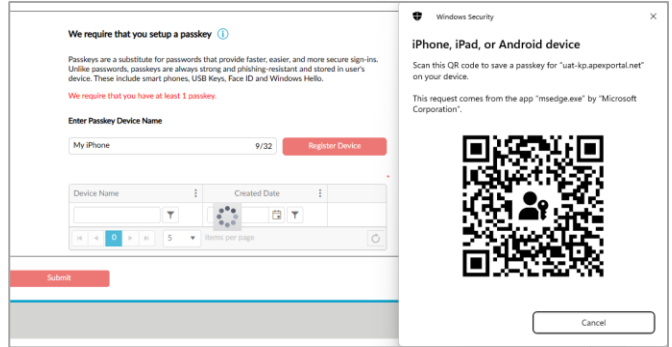 We require that you setup a passkey
Passkeys are a substitute for passwords that provide faster, easier, and more secure sign-ins.
Unlike passwords, passkeys are always strong and phishing-resistant and stored in user's
device. These include smart phones, USB Keys, Face ID and Windows Hello.
We require that you have at least 1 passkey.
Enter Passkey Device Name
My iPhone 9/32 Register Device
Device Name Created Date
0 5 items per page
Submit
Windows Security
iPhone, iPad, or Android device
Scan this QR code to save a passkey for "uat-kp.apexportal.net"
on your device.
This request comes from the app "msedge.exe" by "Microsoft
Corporation".
Cancel